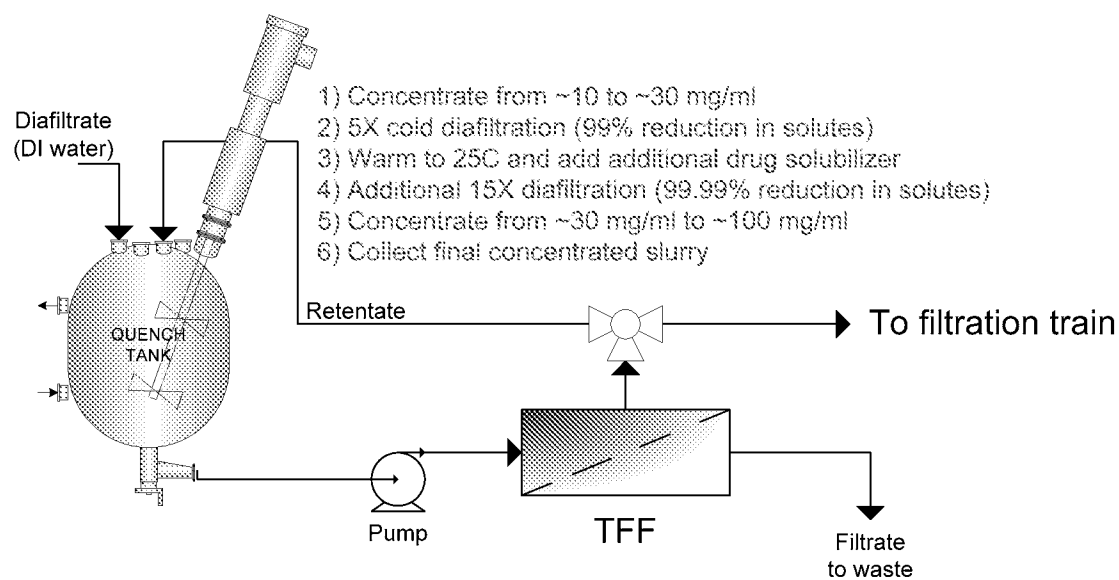 1) Concentrate from ~10 to ~30 mg/ml
2) 5X cold diafiltration (99% reduction in solutes)
3) Warm to 25C and add additional drug solubilizer
4) Additional 15X diafiltration (99.99% reduction in solutes)
5) Concentrate from ~30 mg/ml to ~100 mg/ml
6) Collect final concentrated slurry
Diafiltrate
(DI water)
Retentate
To filtration train
QUENCH
TANK
Pump
TFF
Filtrate
to waste